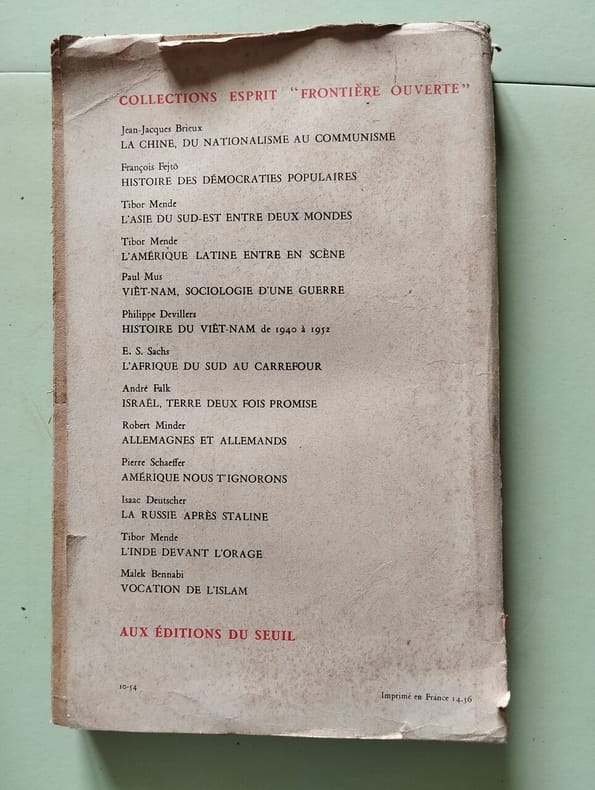 COLLECTIONS ESPRIT "FRONTIÈRE OUVERTE"
Jean-Jacques Brieux
LA CHINE, DU NATIONALISME AU COMMUNISME
François Fejtö
HISTOIRE DES DÉMOCRATIES POPULAIRES
Tibor Mende
L'ASIE DU SUD-EST ENTRE DEUX MONDES
Tibor Mende
L'AMÉRIQUE LATINE ENTRE EN SCÈNE
Paul Mus
VIÊT-NAM, SOCIOLOGIE D'UNE GUERRE
Philippe Devillers
HISTOIRE DU VIÊT-NAM de 1940 à 1952
E. S. Sachs
L'AFRIQUE DU SUD AU CARREFOUR
André Falk
ISRAËL, TERRE DEUX FOIS PROMISE
Robert Minder
ALLEMAGNES ET ALLEMANDS
Pierre Schaeffer
AMÉRIQUE NOUS T'IGNORONS
Isaac Deutscher
LA RUSSIE APRÈS STALINE
Tibor Mende
L'INDE DEVANT L'ORAGE
Malek Bennabi
VOCATION DE L'ISLAM
AUX ÉDITIONS DU SEUIL
10-54
Imprimé en France 14.56